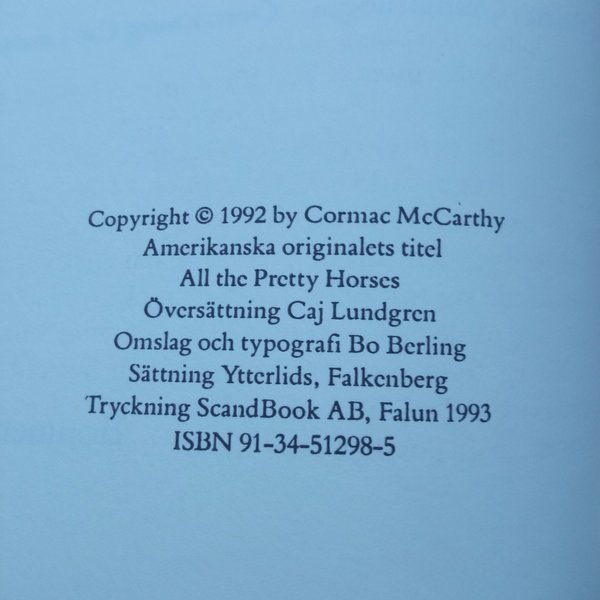 Copyright © 1992 by Cormac McCarthy
Amerikanska originalets titel
All the Pretty Horses
Översättning Caj Lundgren
Omslag och typografi Bo Berling
Sättning Ytterlids, Falkenberg
Tryckning ScandBook AB, Falun 1993
ISBN 91-34-51298-5